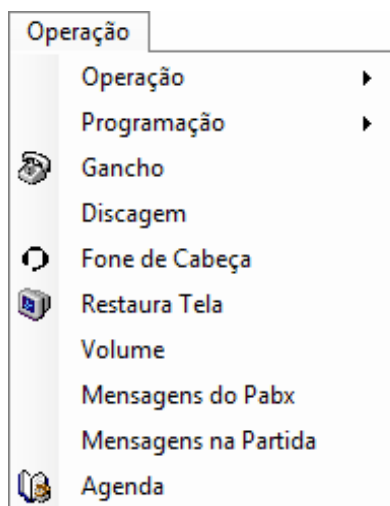 Operação
Operação
Programação
Gancho
Discagem
Fone de Cabeça
Restaura Tela
Volume
Mensagens do Pabx
Mensagens na Partida
Agenda